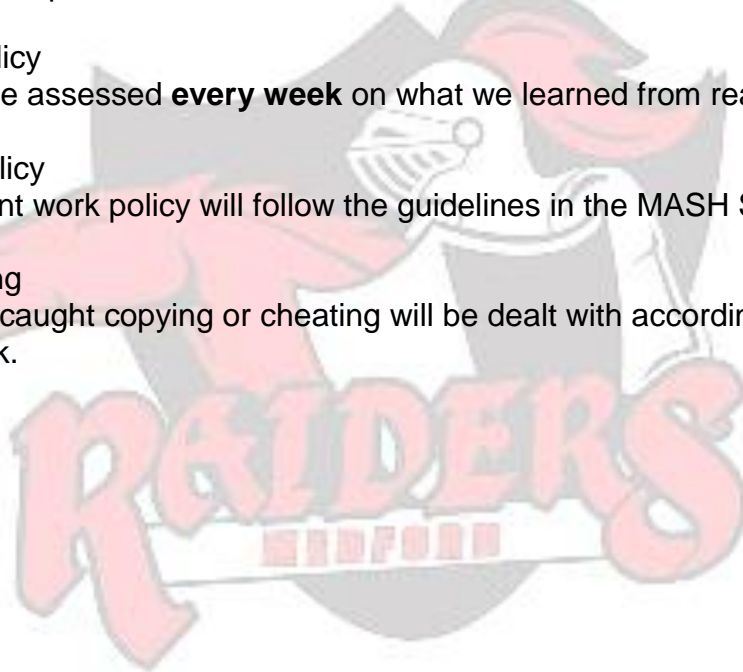 licy
e assessed every week on what we learned from rea
licy
nt work policy will follow the guidelines in the MASH S
ng
caught copying or cheating will be dealt with accordin
k.
RAIDERS
MEDFORD